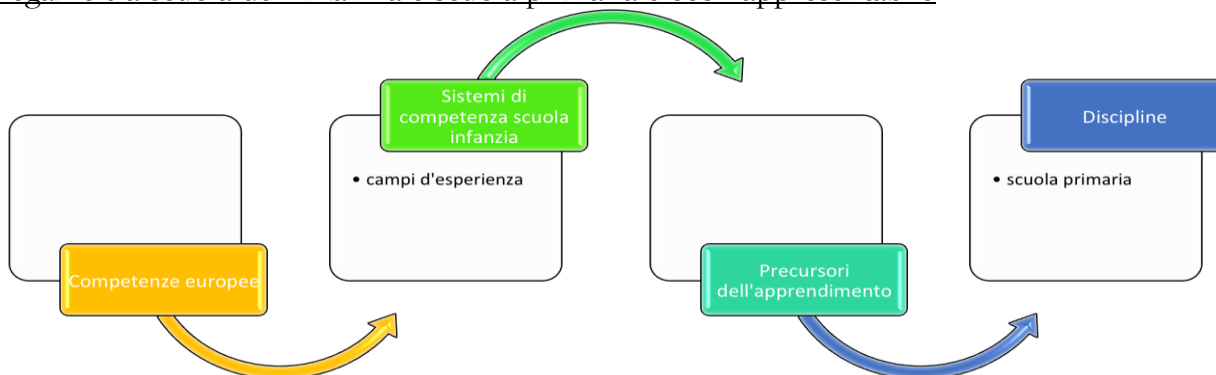 Competenze europee
Sistemi di
competenza scuola
infanzia
• campi d'esperienza
Precursori
dell'apprendimento
Discipline
• scuola primaria